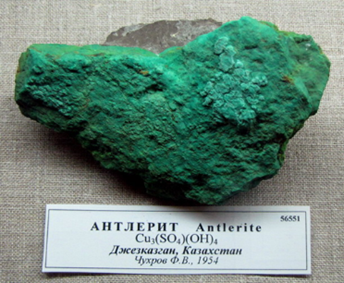 56551
АНТЛЕРИТ Antlerite
Cu₃(SO₄)(OH)₄
Джезказган, Казахстан
Чухров Ф.В., 1954